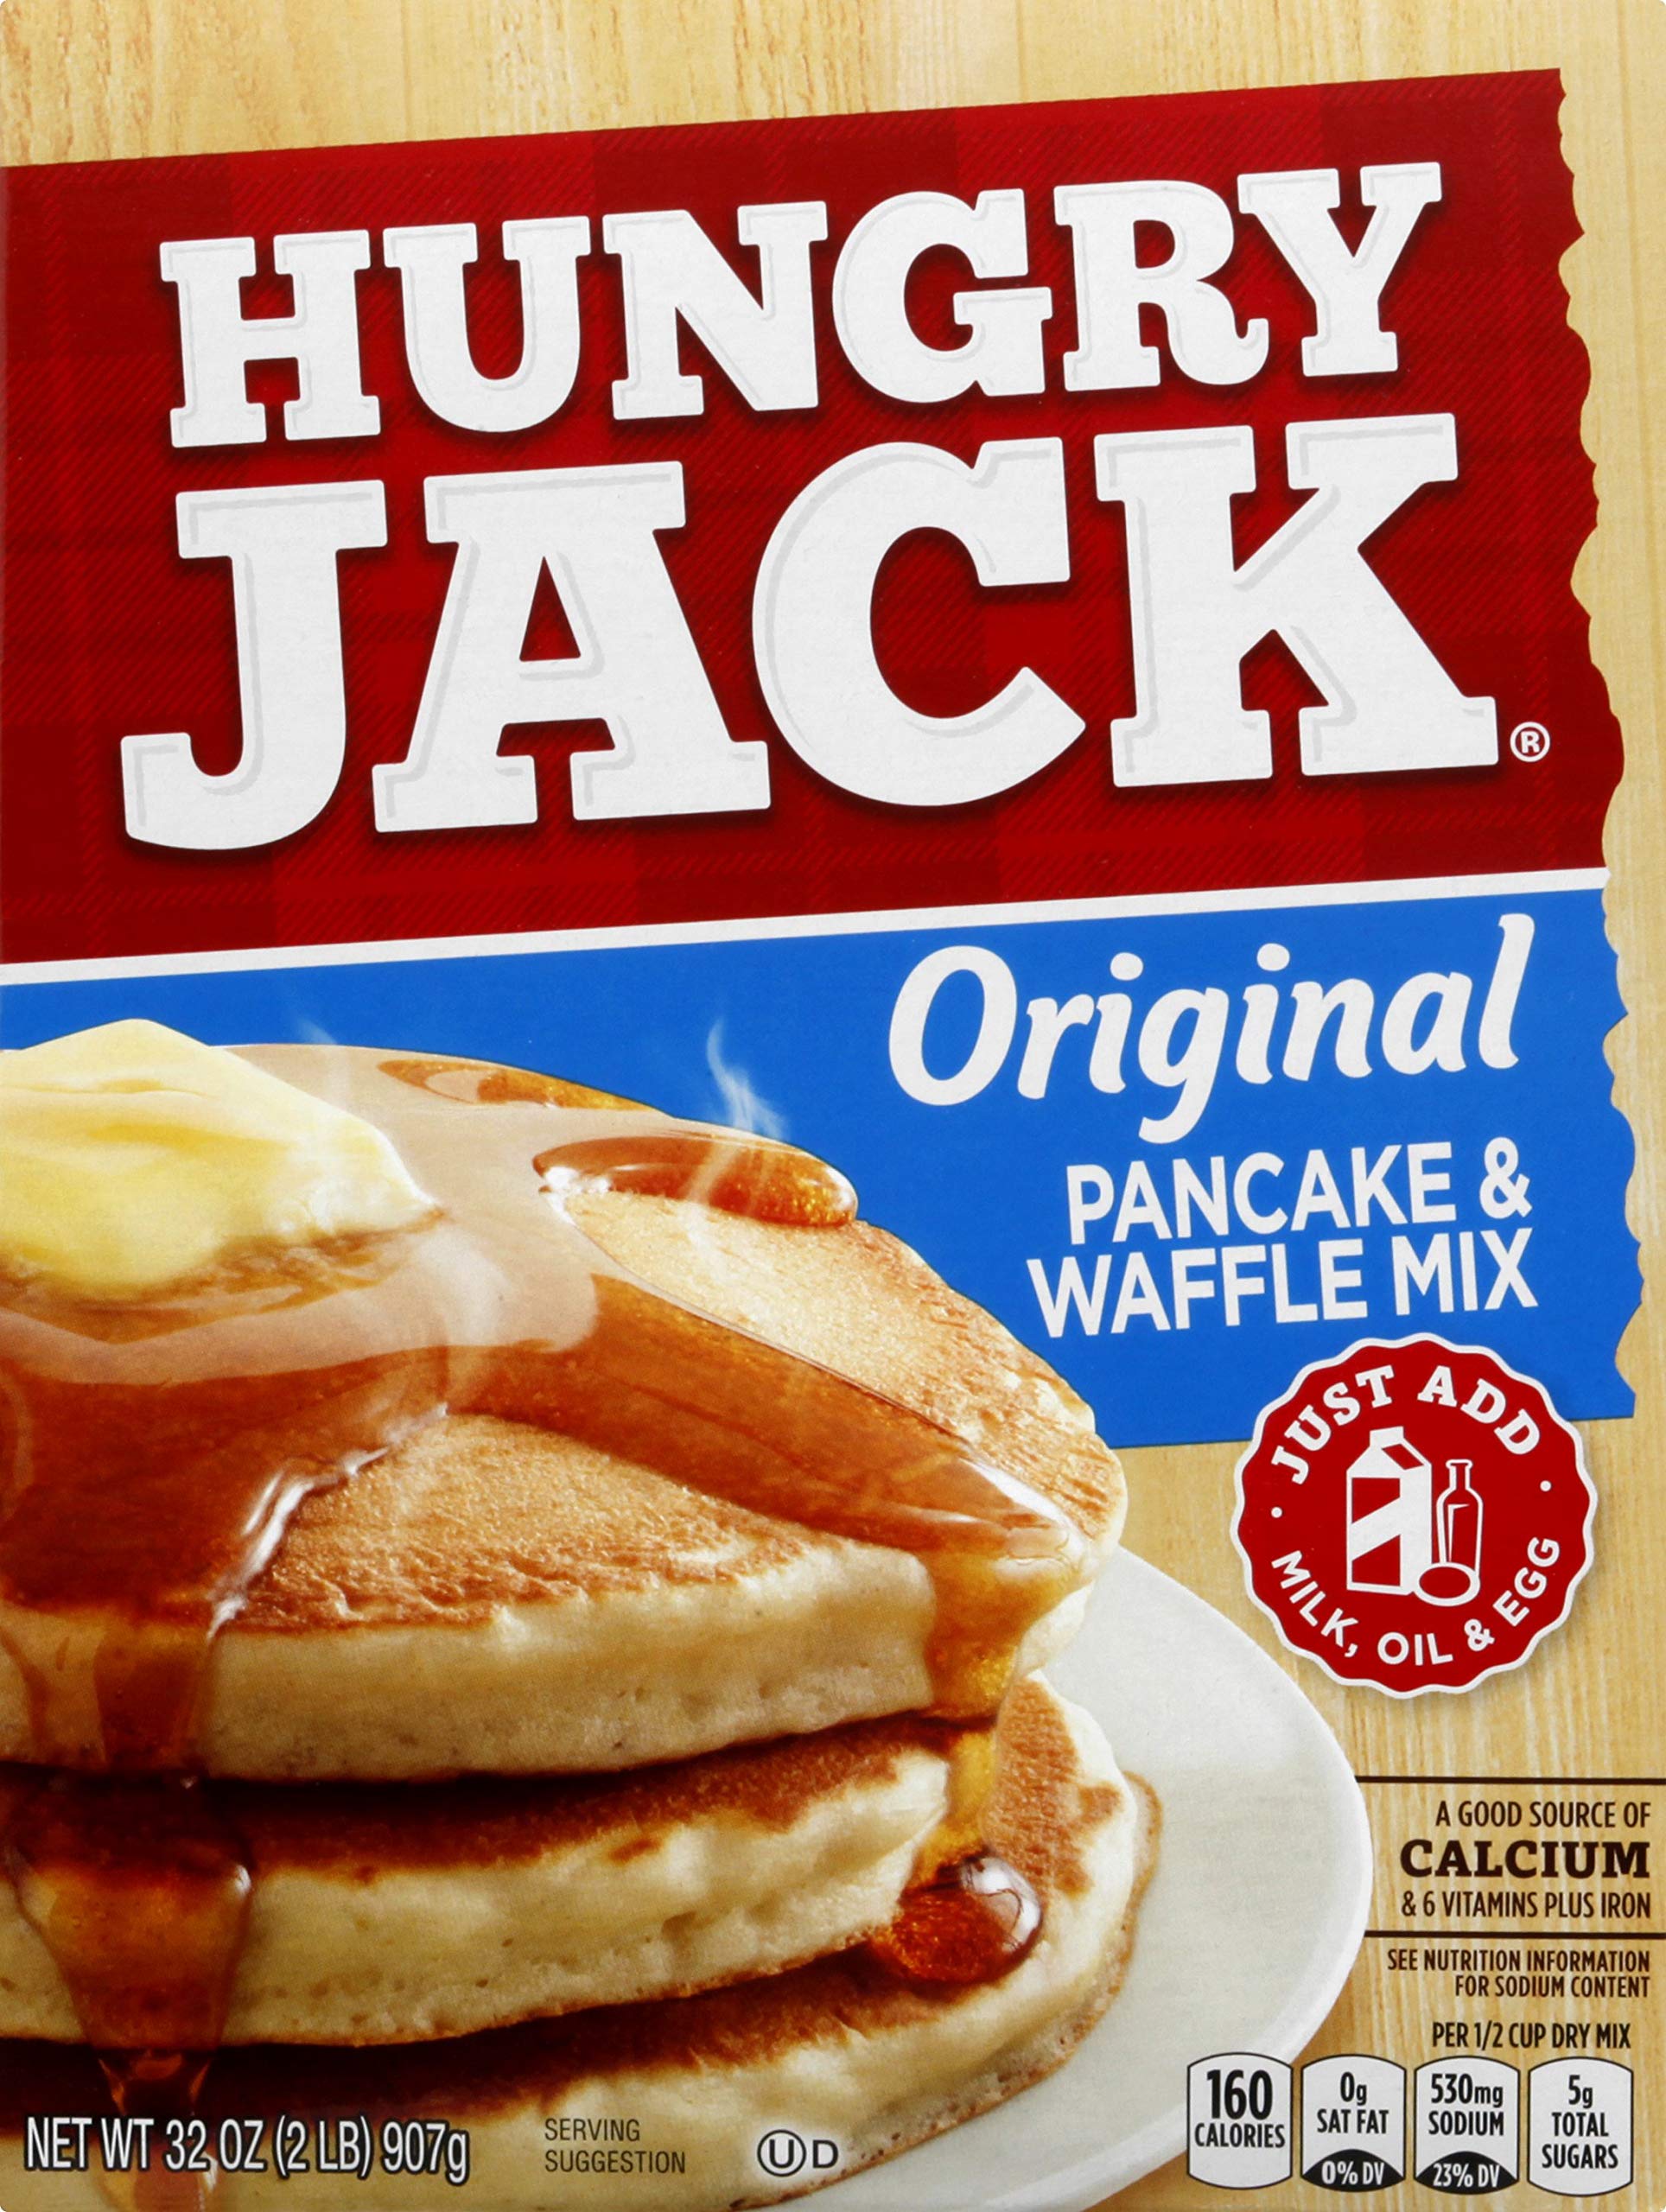 HUNGRY
JACK®
Original
PANCAKE &
WAFFLE MIX
JUST ADD
MILK, OIL & EGG
A GOOD SOURCE OF
CALCIUM
& 6 VITAMINS PLUS IRON
SEE NUTRITION INFORMATION
FOR SODIUM CONTENT
PER 1/2 CUP DRY MIX
160
CALORIES
0g
SAT FAT
0% DV
530mg
SODIUM
23% DV
5g
TOTAL
SUGARS
NET WT 32 OZ (2 LB) 907g
SERVING
SUGGESTION
U D